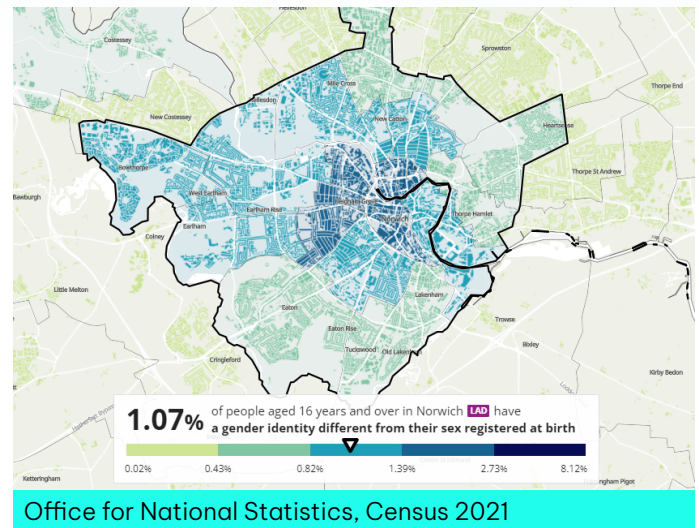 Hellesdon
Costessey
Sprowston
Mile Cross
Thorpe End
Hellesdon
New Costessey
New Catton
Heartsease
Bowthorpe
Thorpe St Andrew
West Earlham
Bawburgh
Earlham Rise
Norwich
Thorpe Hamlet
Earlham
Colney
Little Melton
Eaton
Lakenham
Trowse
Eaton Rise
Bixley
Tuckswood
Cringleford
Kirby Bedon
1.07% of people aged 16 years and over in Norwich LAD have
a gender identity different from their sex registered at birth
0.02% 0.43% 0.82% 1.39% 2.73% 8.12%
Ketteringham
Pigot
Office for National Statistics, Census 2021